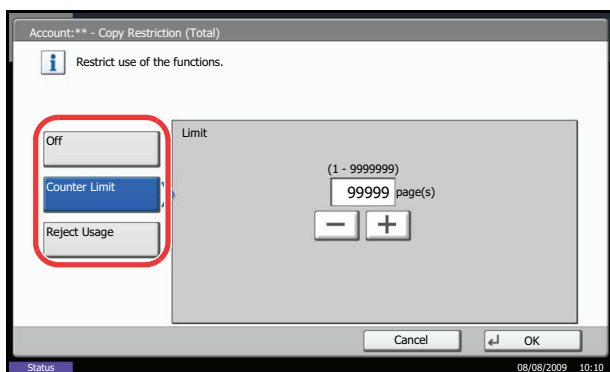 Account:** - Copy Restriction (Total)
Restrict use of the functions.
Off
Counter Limit
Reject Usage
Limit
(1 - 9999999)
99999 page(s)
Cancel
OK
Status 08/08/2009 10:10